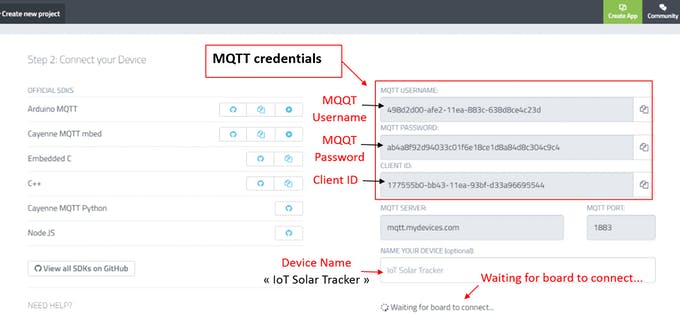 Create new project
Create App
Community
Step 2: Connect your Device
MQTT credentials
OFFICIAL SDKS
Arduino MQTT
Cayenne MQTT mbed
Embedded C
C++
Cayenne MQTT Python
Node.JS
View all SDKs on GitHub
NEED HELP?
MQQT
Username
MQQT
Password
Client ID
MQTT USERNAME:
498d2d00-afe2-11ea-883c-638d8ce4c23d
MQTT PASSWORD:
ab4a8f92d94033c01f6e18ce1d8a84d8c304c9c4
CLIENT ID:
177555b0-bb43-11ea-93bf-d33a96695544
MQTT SERVER:
MQTT PORT:
mqtt.mydevices.com
1883
NAME YOUR DEVICE (optional):
IoT Solar Tracker
Device Name
« IoT Solar Tracker »
Waiting for board to connect...
Waiting for board to connect...